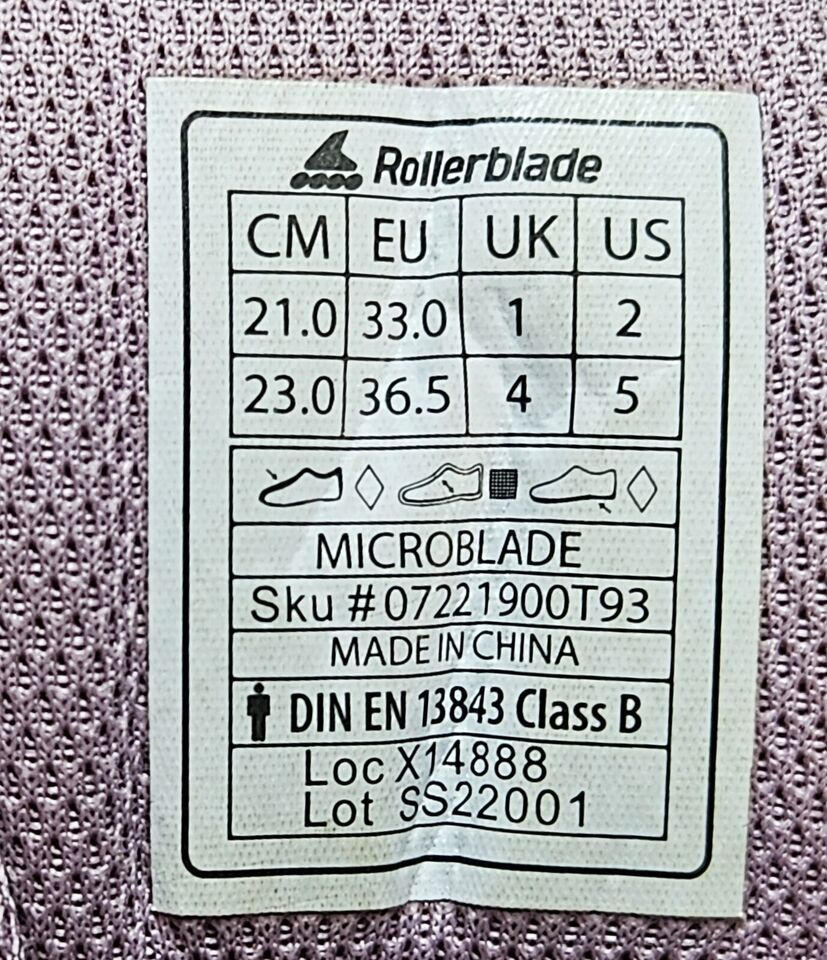 Rollerblade
CM EU UK US
21.0 33.0 1 2
23.0 36.5 4 5
MICROBLADE
Sku #07221900T93
MADE IN CHINA
DIN EN 13843 Class B
Loc X14888
Lot SS22001